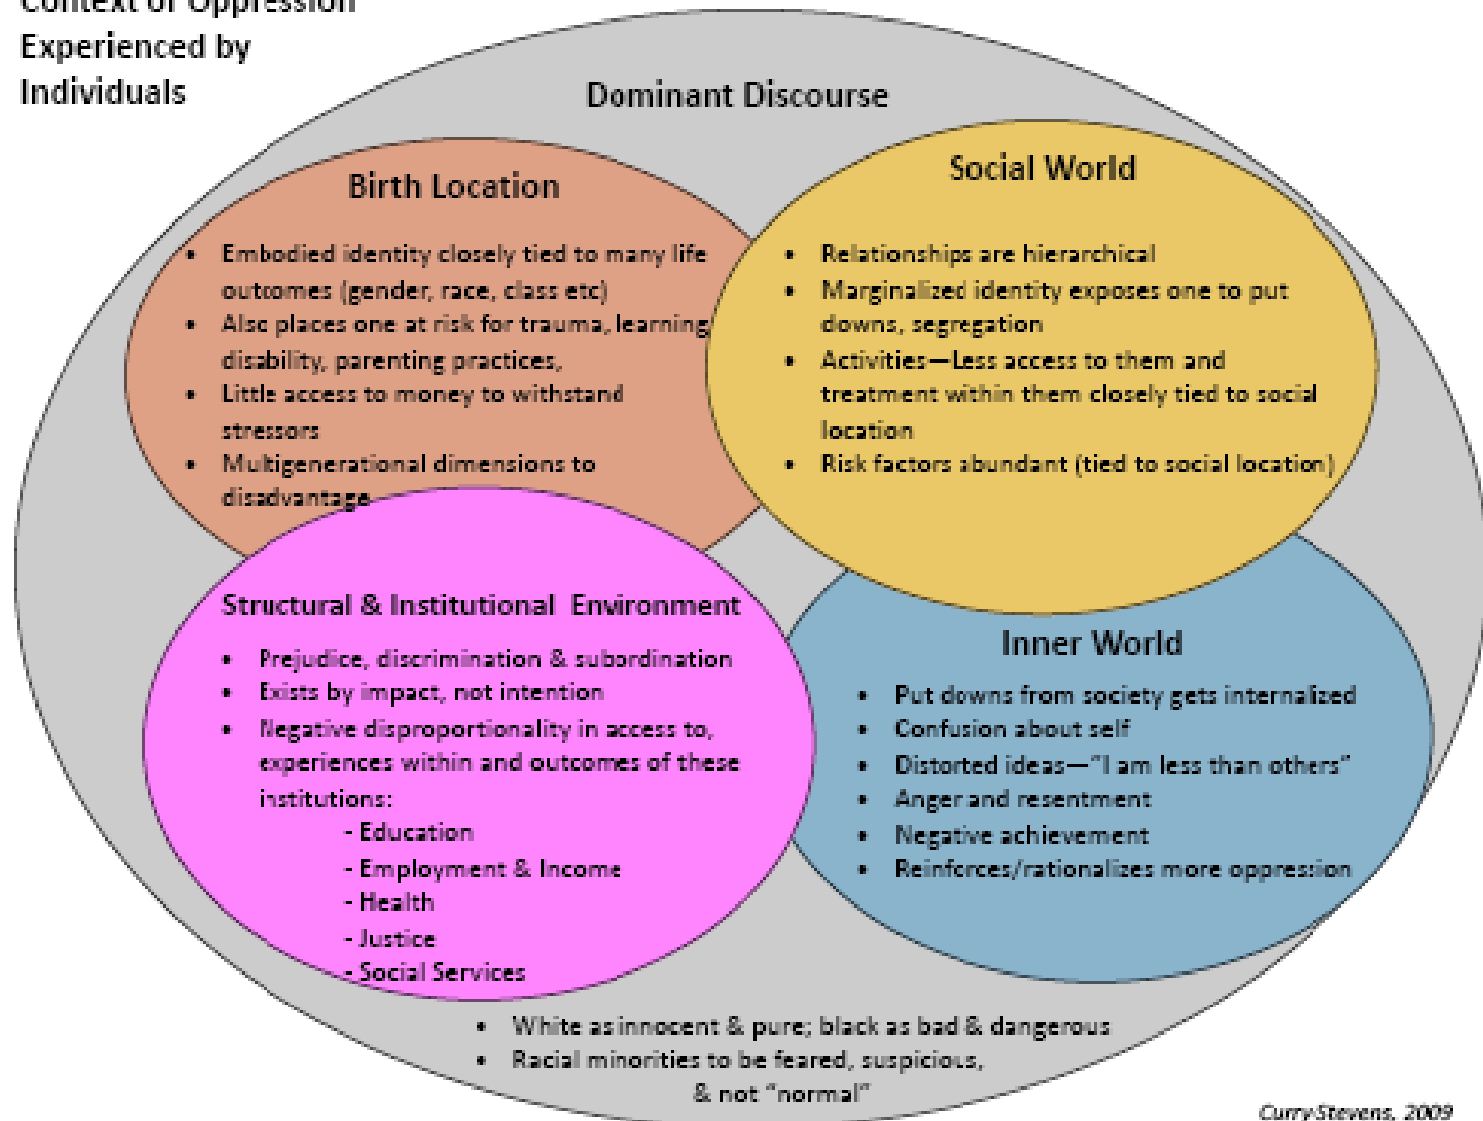 Context of Oppression
Experienced by
Individuals
Dominant Discourse
Birth Location
• Embodied identity closely tied to many life
outcomes (gender, race, class etc)
• Also places one at risk for trauma, learning
disability, parenting practices,
• Little access to money to withstand
stressors
• Multigenerational dimensions to
disadvantage
Social World
• Relationships are hierarchical
• Marginalized identity exposes one to put
downs, segregation
• Activities—Less access to them and
treatment within them closely tied to social
location
• Risk factors abundant (tied to social location)
Structural & Institutional Environment
• Prejudice, discrimination & subordination
• Exists by impact, not intention
• Negative disproportionality in access to,
experiences within and outcomes of these
institutions:
- Education
- Employment & Income
- Health
- Justice
- Social Services
Inner World
• Put downs from society gets internalized
• Confusion about self
• Distorted ideas—"I am less than others"
• Anger and resentment
• Negative achievement
• Reinforces/rationalizes more oppression
• White as innocent & pure; black as bad & dangerous
• Racial minorities to be feared, suspicious,
& not "normal"
Curry-Stevens, 2009